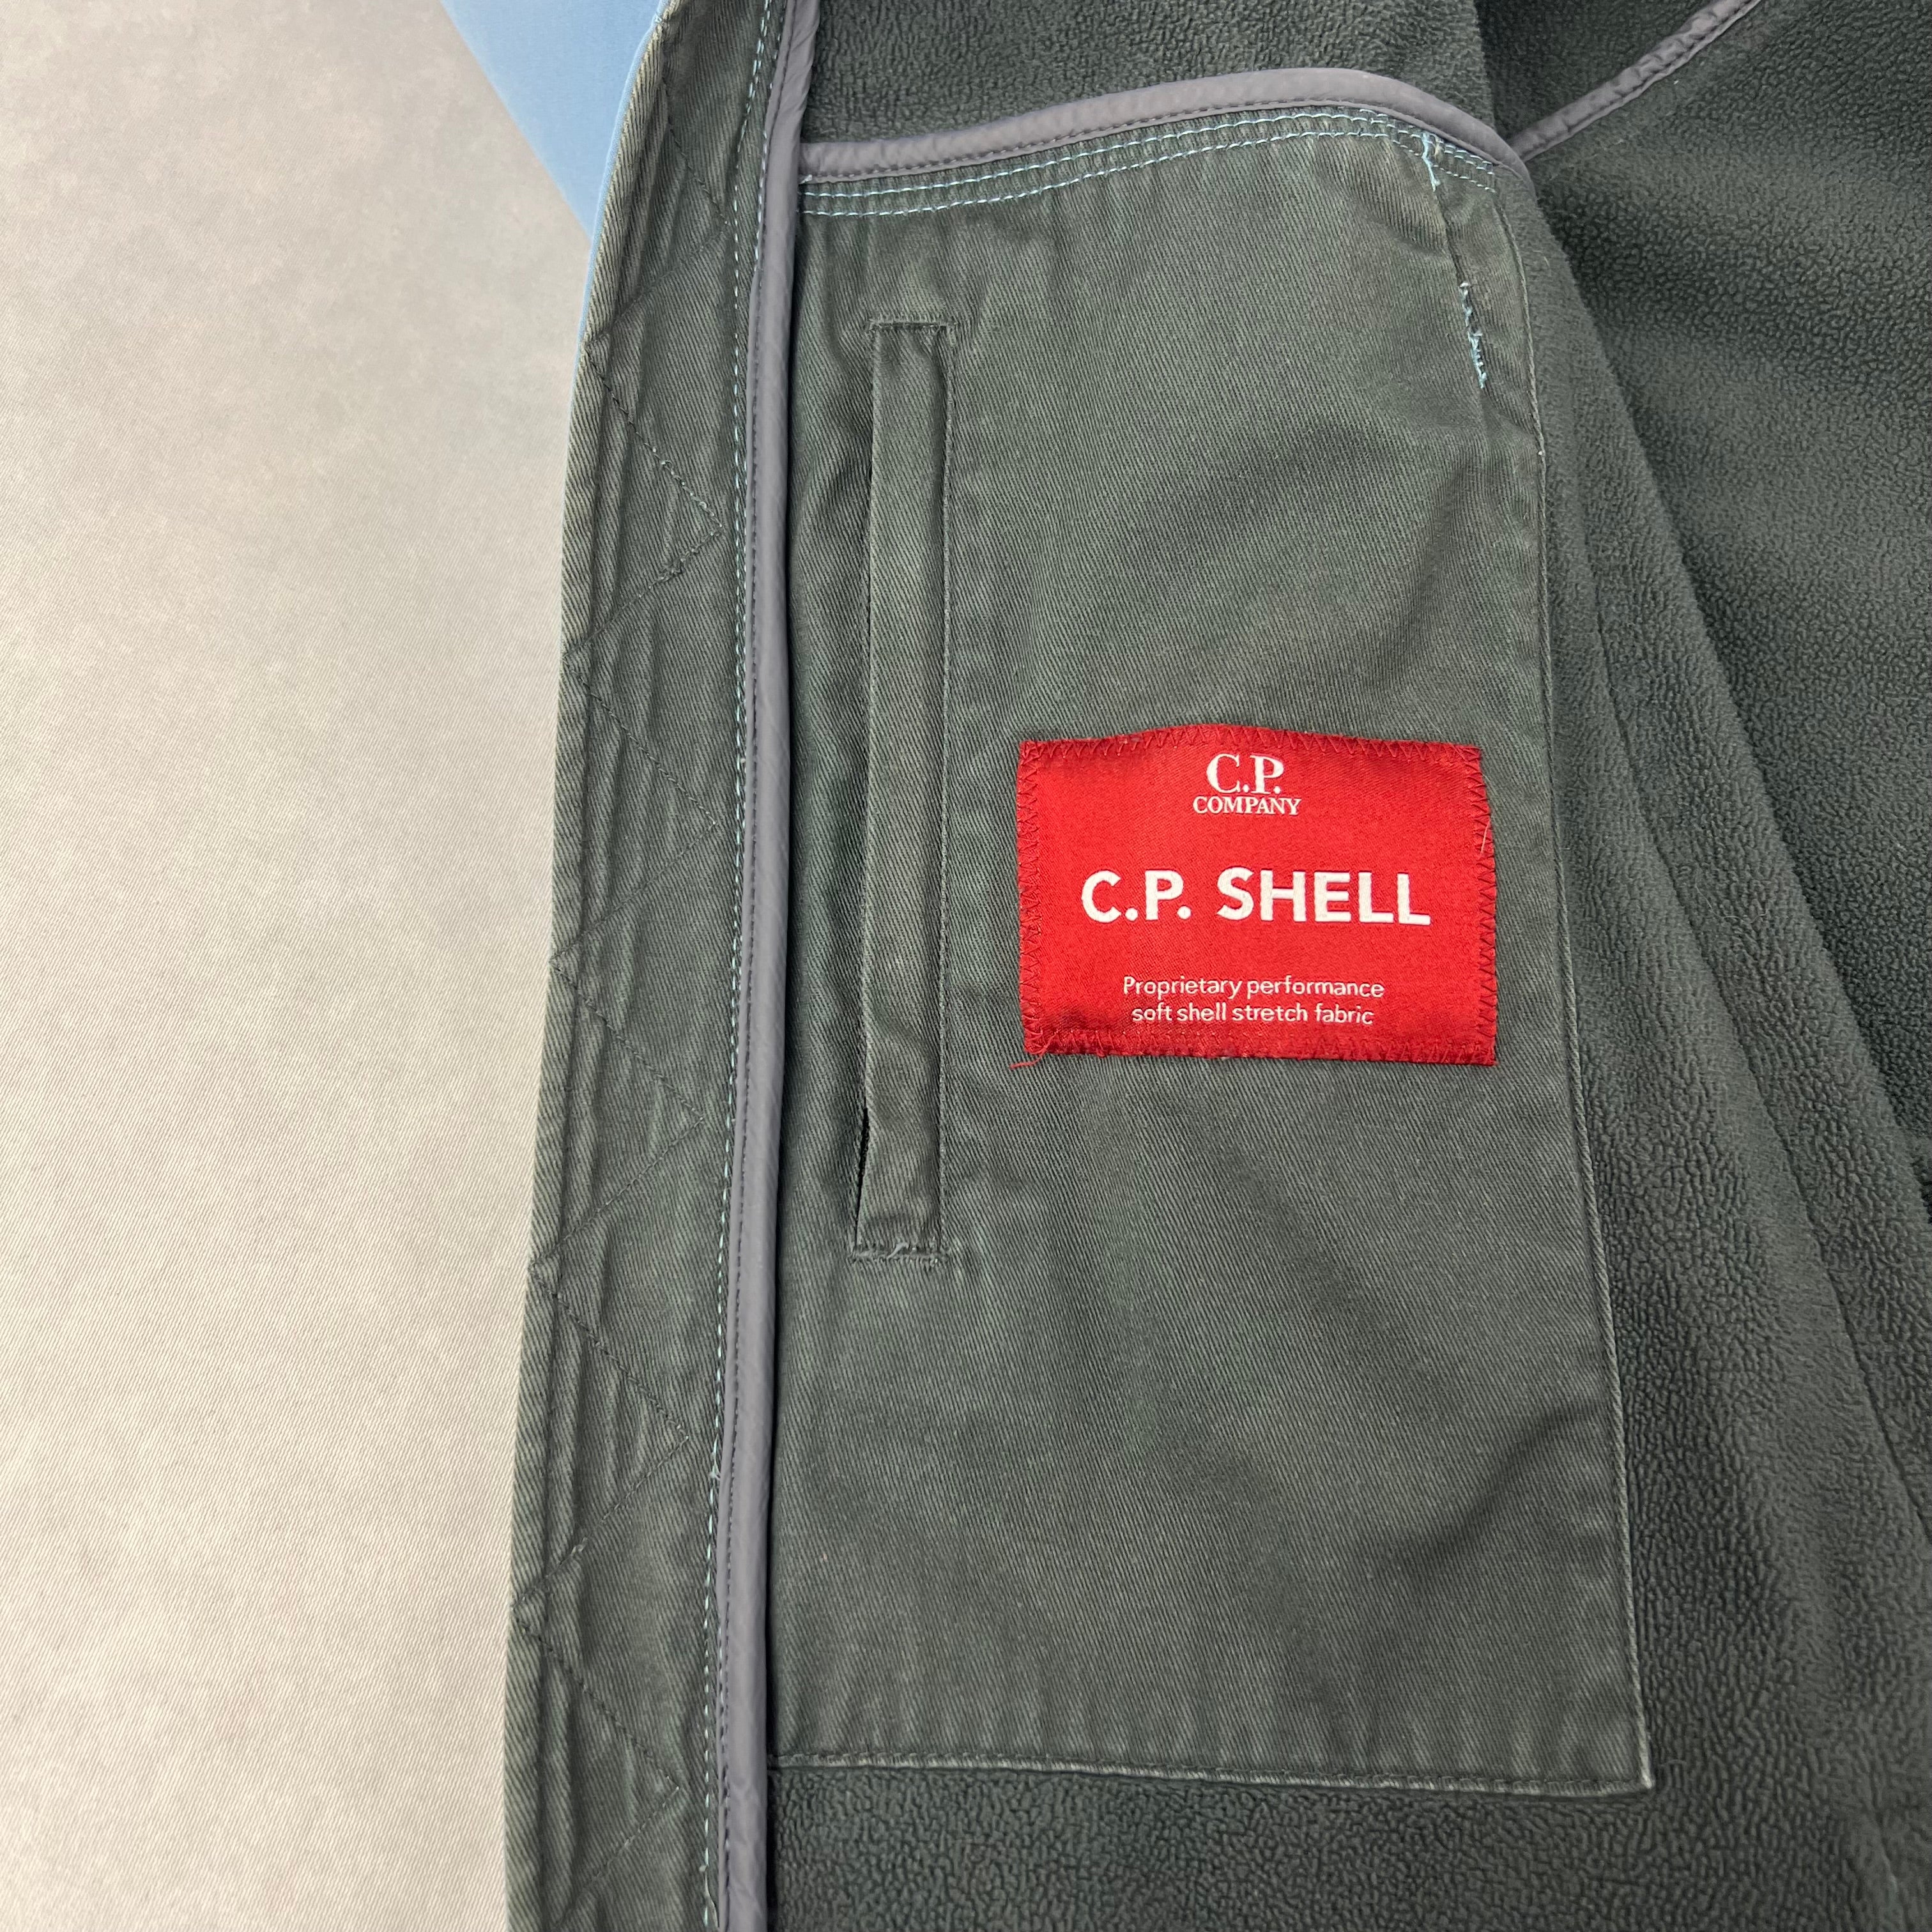 C.P.
COMPANY
C.P. SHELL
Proprietary performance
soft shell stretch fabric